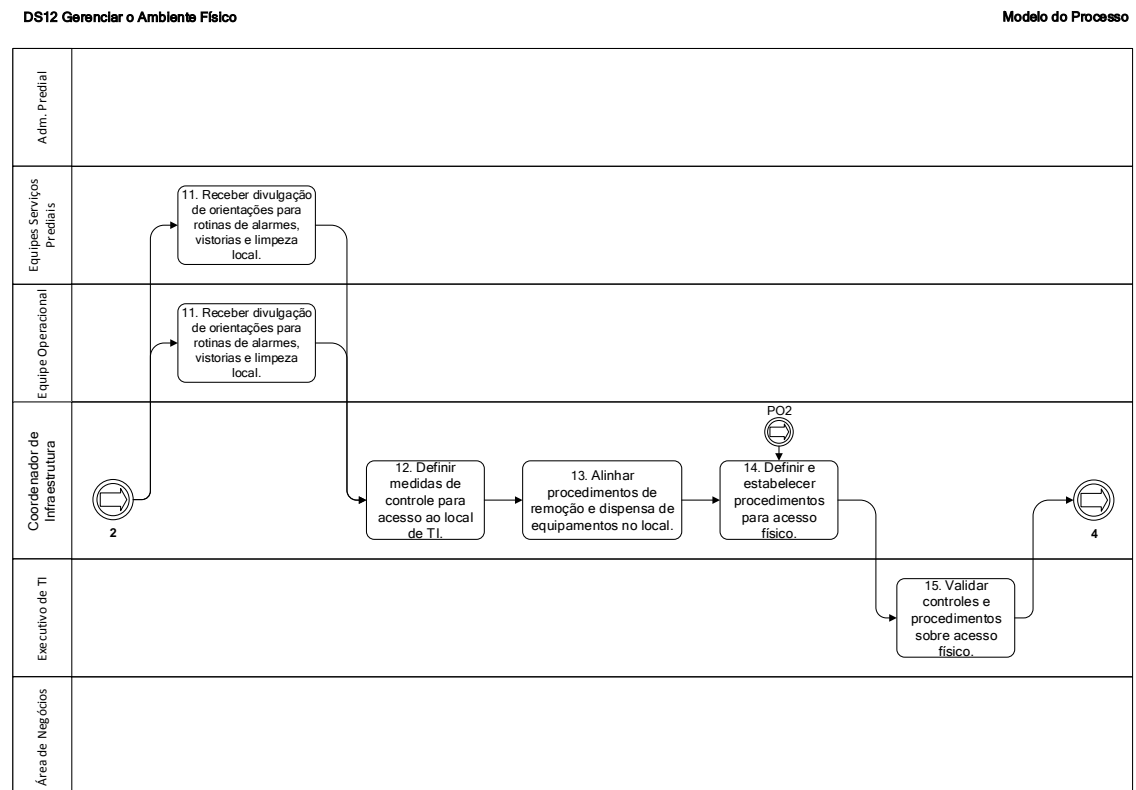 DS12 Gerenciar o Ambiente Físico
Modelo do Processo
Adm. Predial
Equipes Serviços
Prediais
11. Receber divulgação
de orientações para
rotinas de alarmes,
vistorias e limpeza
local.
Equipe Operacional
11. Receber divulgação
de orientações para
rotinas de alarmes,
vistorias e limpeza
local.
Coordenador de
Infraestrutura
2
12. Definir
medidas de
controle para
acesso ao local
de TI.
13. Alinhar
procedimentos de
remoção e dispensa de
equipamentos no local.
PO2
14. Definir e
estabelecer
procedimentos
para acesso
físico.
4
Executivo de TI
15. Validar
controles e
procedimentos
sobre acesso
físico.
Área de Negócios